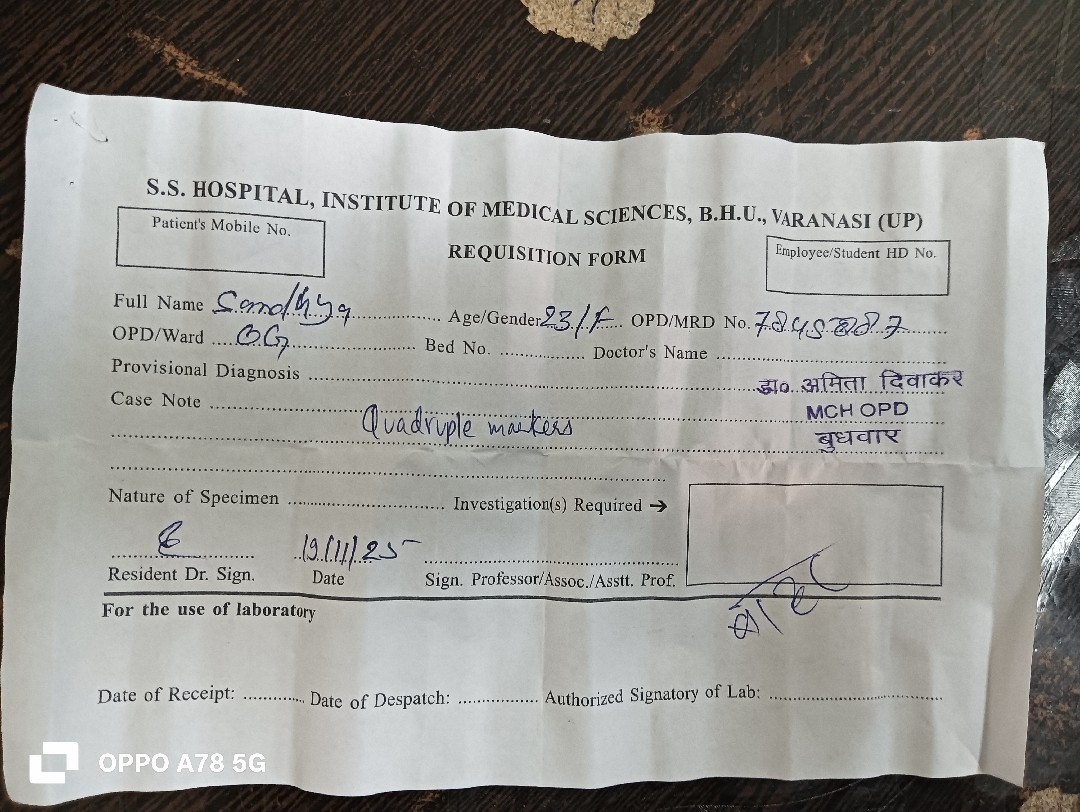 S.S. HOSPITAL, INSTITUTE OF MEDICAL SCIENCES, B.H.U., VARANASI (UP)
Patient's Mobile No.
REQUISITION FORM
Employee/Student HD No.
Full Name Sandhya Age/Gender 23/F OPD/MRD No.
OPD/Ward OG Bed No. Doctor's Name
Provisional Diagnosis
डा० अमिता दिवाकर
Case Note
MCH OPD
Quadruple markers
बुधवार
Nature of Specimen Investigation(s) Required →
19/11/25
Resident Dr. Sign. Date Sign. Professor/Assoc./Asstt. Prof.
For the use of laboratory
Date of Receipt: Date of Despatch: Authorized Signatory of Lab:
OPPO A78 5G